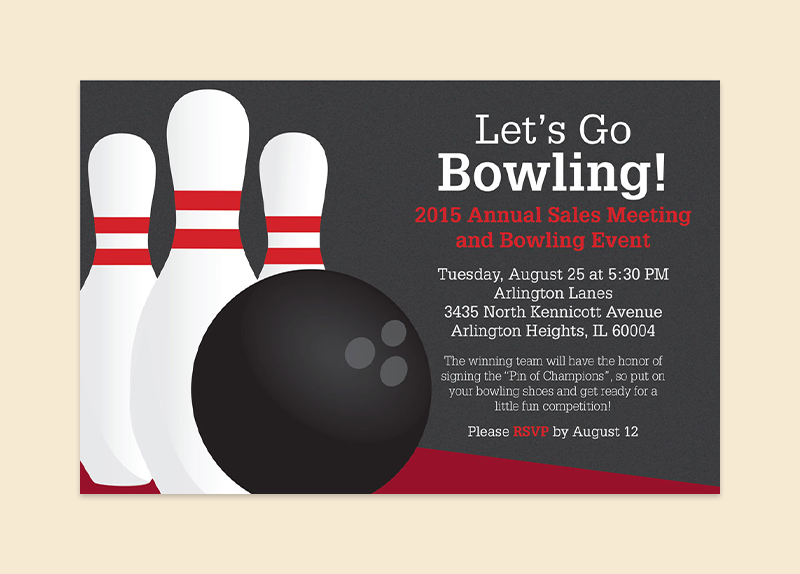 Let's Go
Bowling!
2015 Annual Sales Meeting
and Bowling Event
Tuesday, August 25 at 5:30 PM
Arlington Lanes
3435 North Kennicott Avenue
Arlington Heights, IL 60004
The winning team will have the honor of
signing the “Pin of Champions”, so put on
your bowling shoes and get ready for a
little fun competition!
Please RSVP by August 12